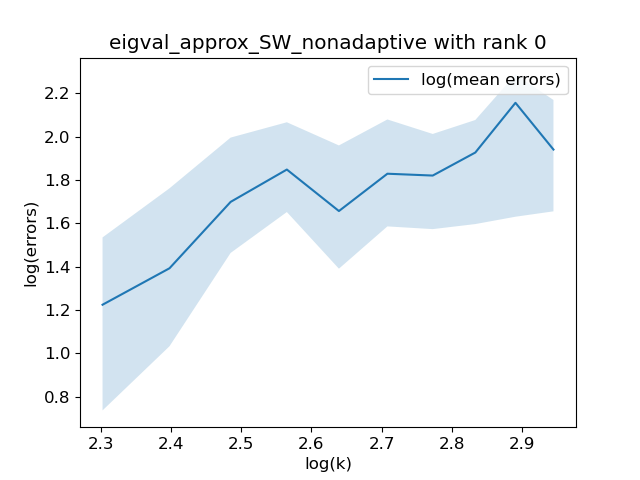 eigval_approx_SW_nonadaptive with rank 0
log(mean errors)
2.2
2.0
1.8
1.6
1.4
1.2
1.0
0.8
log(errors)
2.3 2.4 2.5 2.6 2.7 2.8 2.9
log(k)